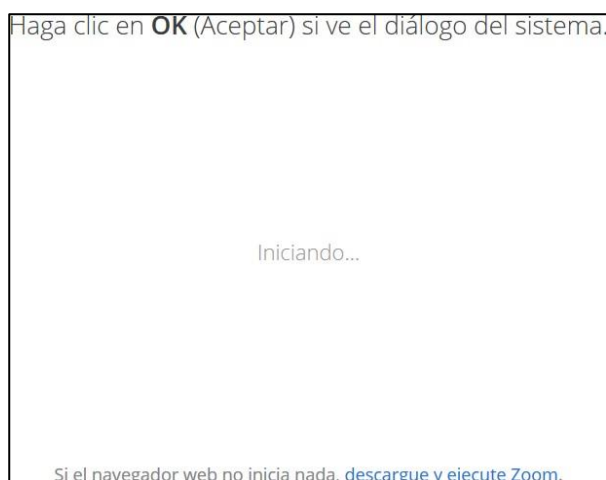 Haga clic en OK (Aceptar) si ve el diálogo del sistema.
Iniciando...
Si el navegador web no inicia nada, descargue y ejecute Zoom.